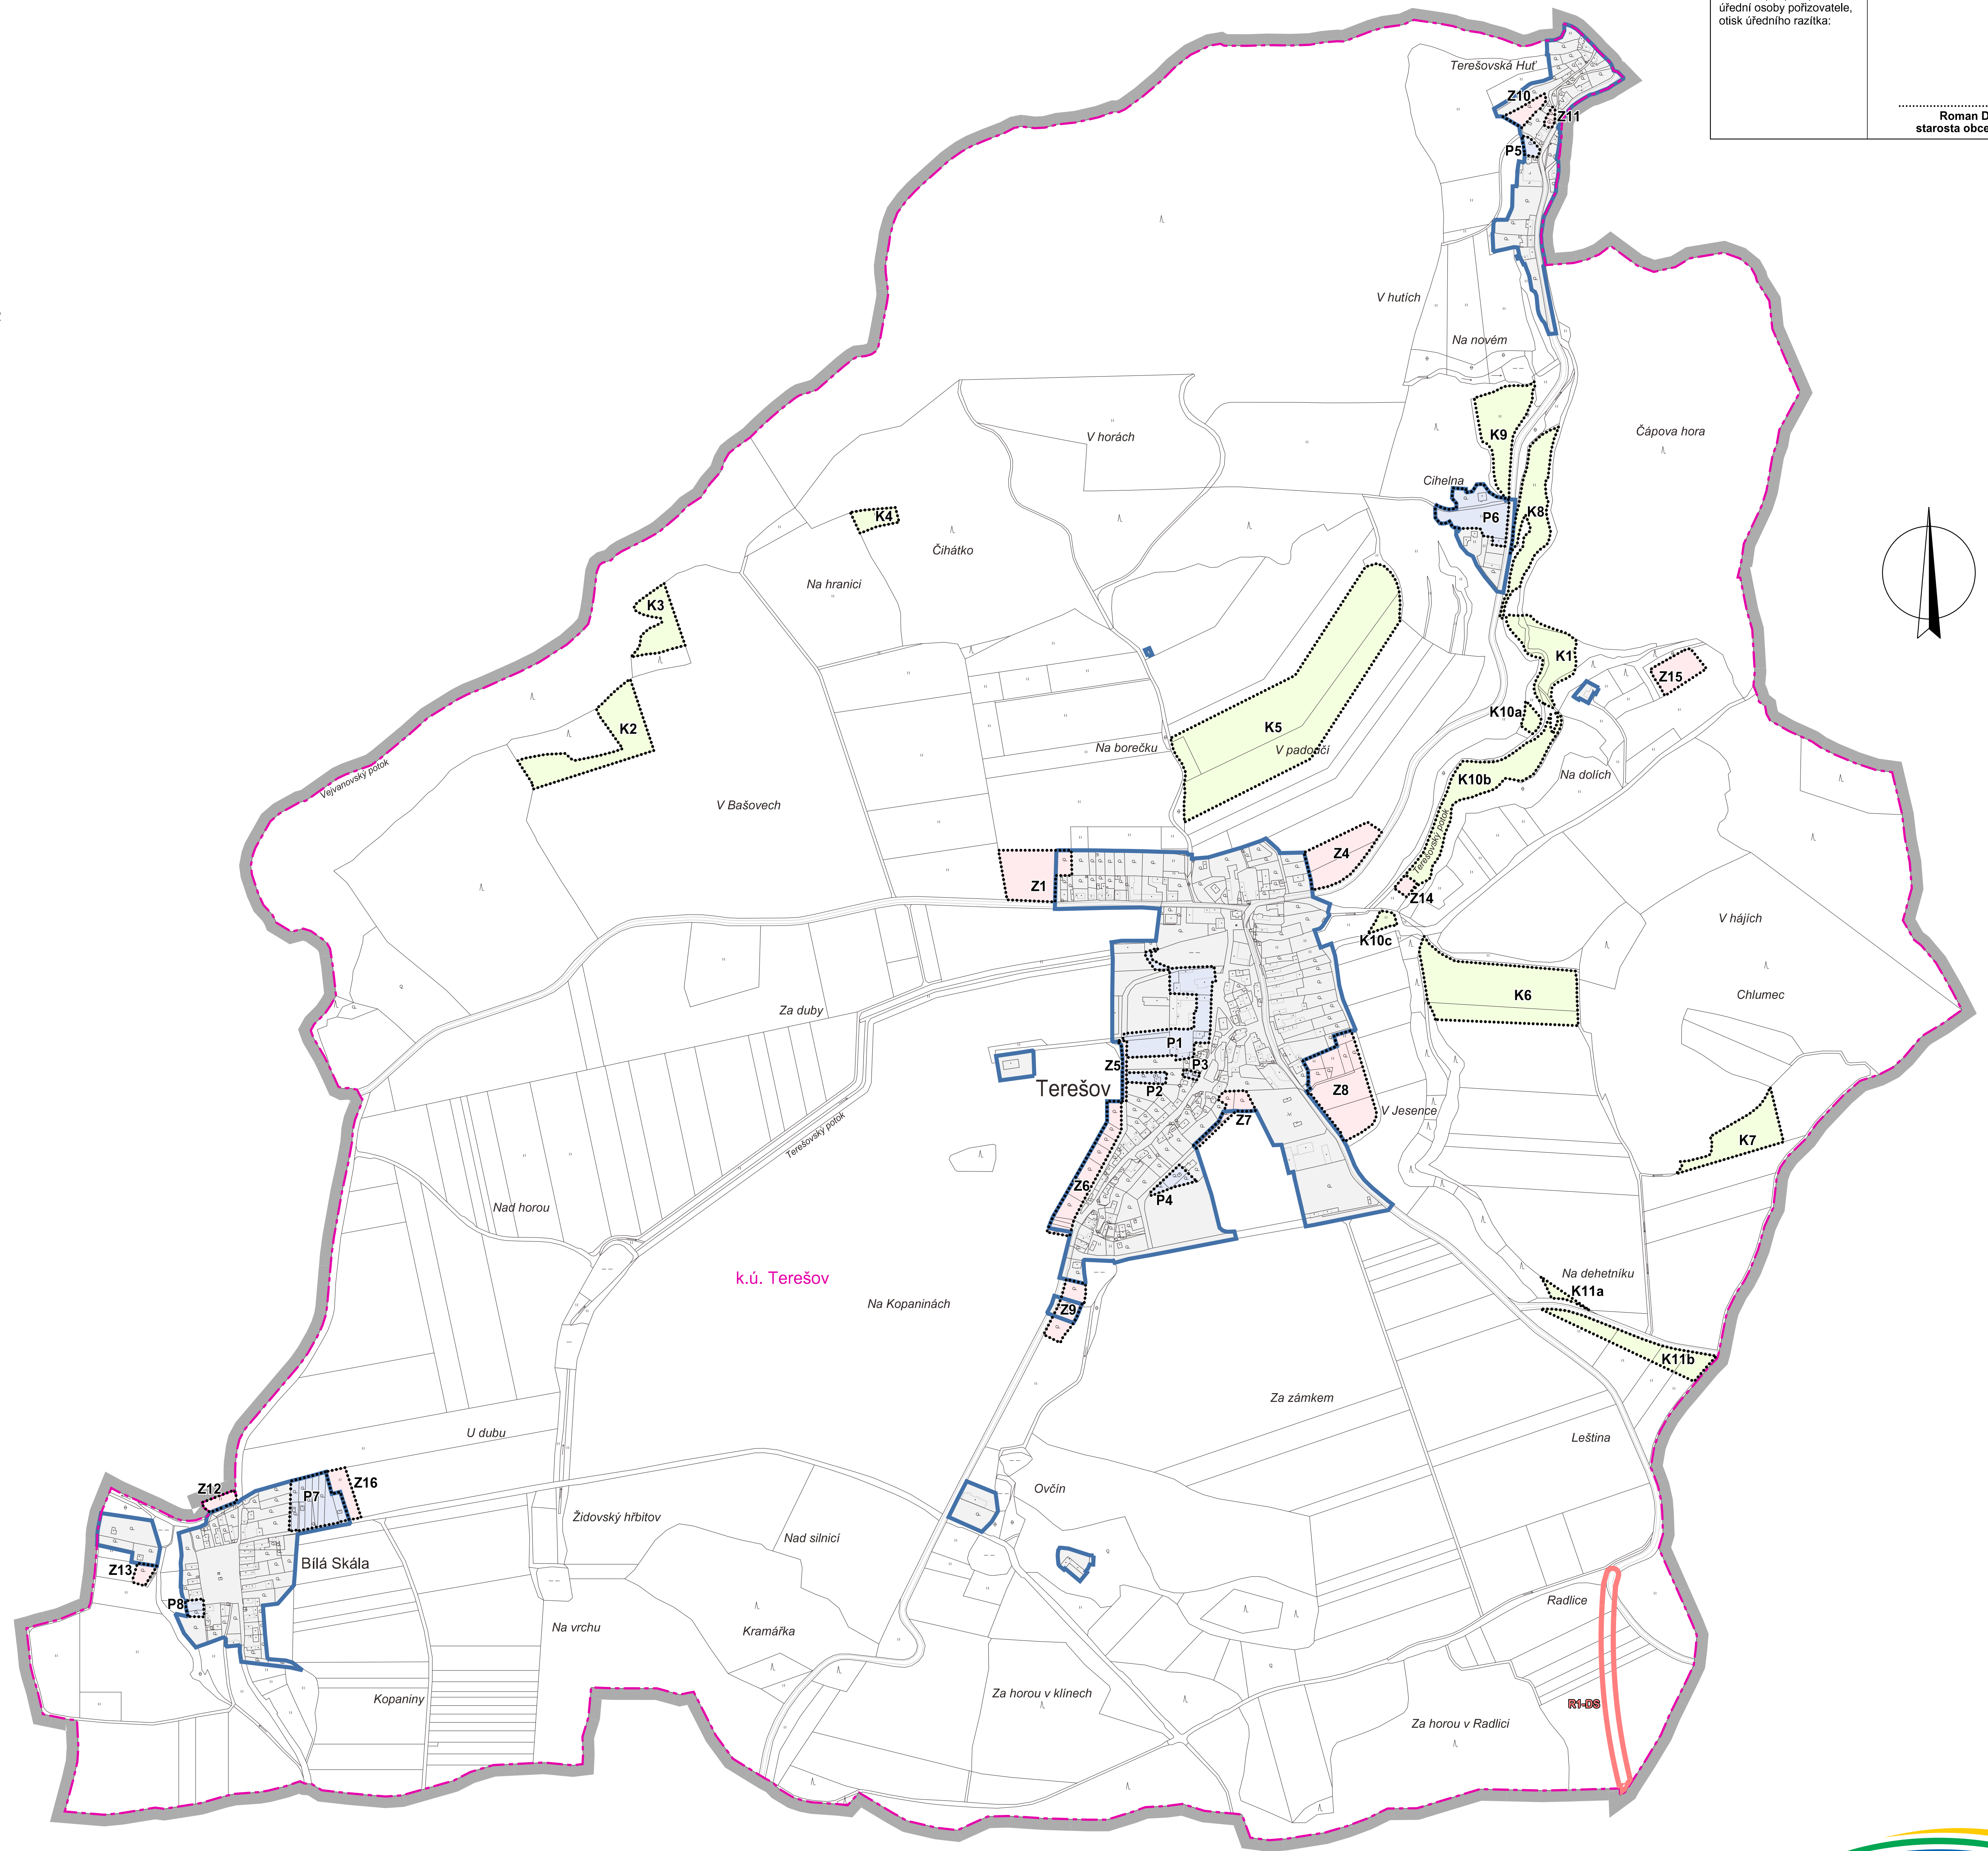 úřední osoby pořizovatele,
otisk úředního razítka:
Roman D
starosta obce
Terešovská Huť
Z10
Z11
P5
V hutích
Na novém
Čápova hora
V horách
K9
Cihelna
P6
K8
K4
Čihátko
Na hranici
K3
K1
Z15
K2
K10a
K5
V padončí
Na borečku
K10b
Na dolích
Vejvanovský potok
V Bašovech
Terešovský potok
Z4
Z1
Z14
V hájích
K10c
K6
Chlumec
Za duby
P1
Z5
P3
Terešov
P2
Z8
V Jesence
Z7
K7
Terešovský potok
Z6
P4
Nad horou
k.ú. Terešov
Na dehetníku
K11a
Na Kopaninách
Z9
K11b
Za zámkem
U dubu
Leština
Z12
P7
Z16
Ovčín
Židovský hřbitov
Nad silnicí
Bílá Skála
Z13
P8
Radlice
Na vrchu
Kramářka
Kopaniny
Za horou v klínech
R1-DS
Za horou v Radlici